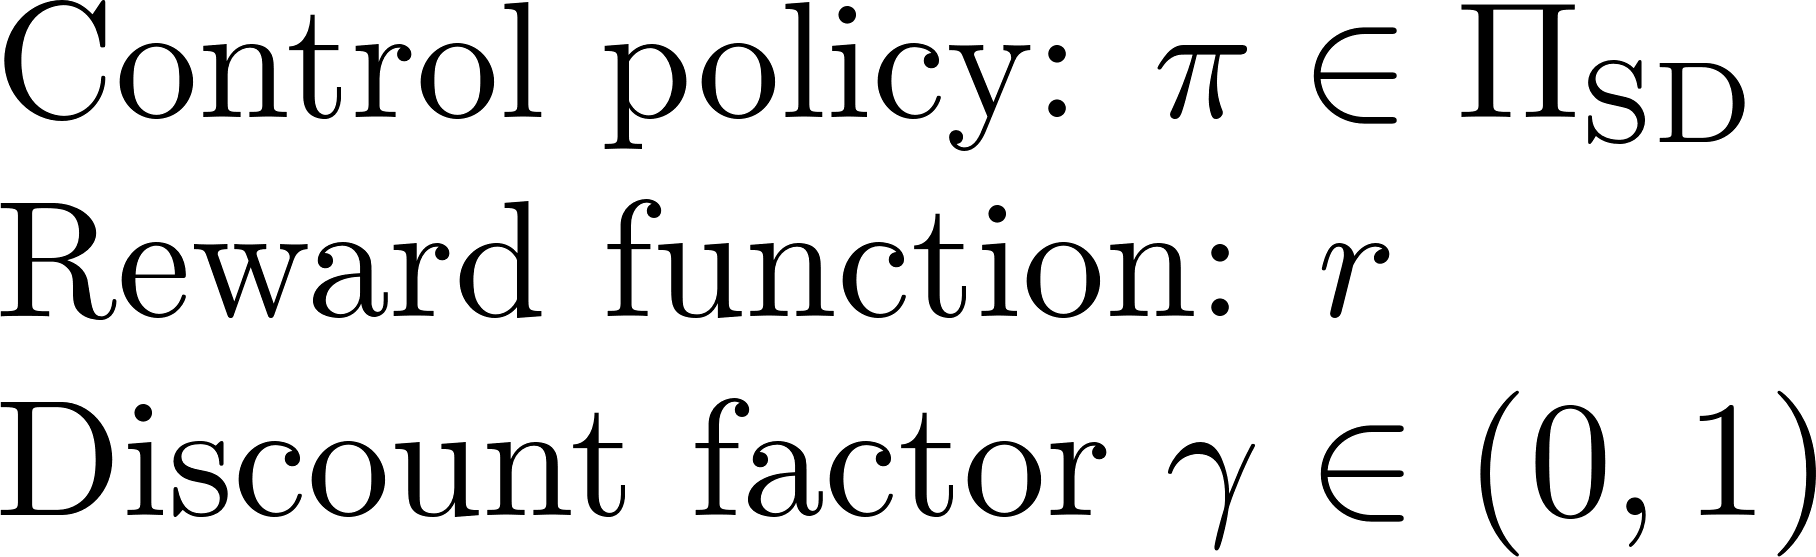 Control policy: π ∈ Π_SD
Reward function: r
Discount factor γ ∈ (0, 1)